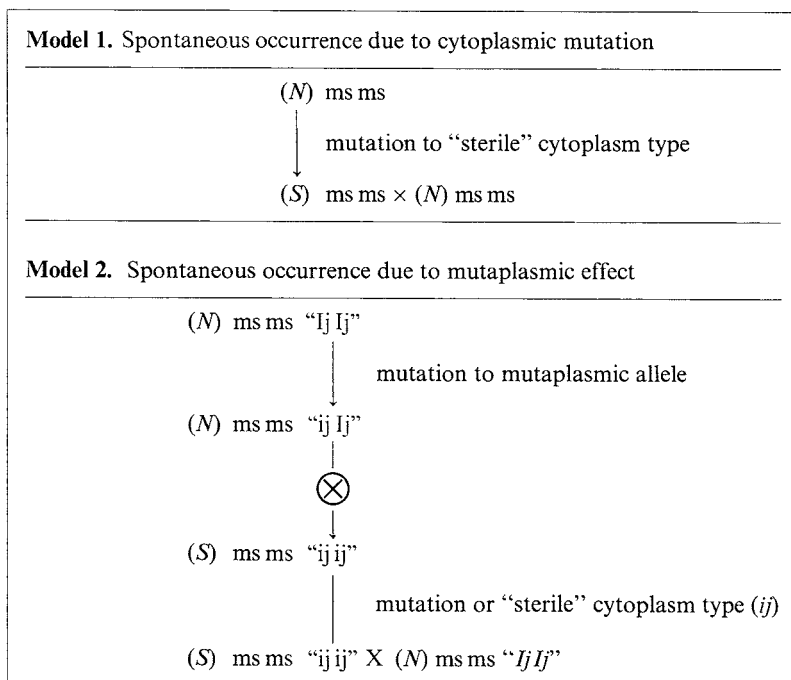 Model 1. Spontaneous occurrence due to cytoplasmic mutation
(N) ms ms
mutation to “sterile” cytoplasm type
(S) ms ms × (N) ms ms
Model 2. Spontaneous occurrence due to mutaplasmic effect
(N) ms ms “Ij Ij”
mutation to mutaplasmic allele
(N) ms ms “ij Ij”
(S) ms ms “ij ij”
mutation or “sterile” cytoplasm type (ij)
(S) ms ms “ij ij” X (N) ms ms “Ij Ij”